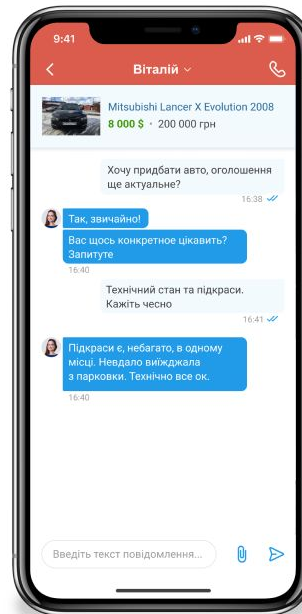 9:41
Віталій
Mitsubishi Lancer X Evolution 2008
8 000 $ · 200 000 грн
Хочу придбати авто, оголошення
ще актуальне?
16:38
Так, звичайно!
Вас щось конкретное цікавить?
Запитуте
16:40
Технічний стан та підкраси.
Кажіть чесно
16:41
Підкраси є, небагато, в одному
місці. Невдало виїжджала
з парковки. Технічно все ок.
16:40
Введіть текст повідомлення...